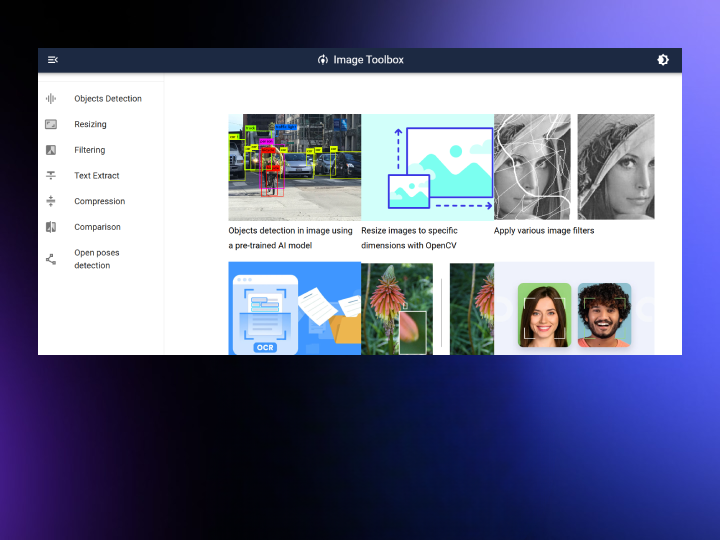 Image Toolbox
Objects Detection
Resizing
Filtering
Text Extract
Compression
Comparison
Open poses
detection
Objects detection in image using
a pre-trained AI model
Resize images to specific
dimensions with OpenCV
Apply various image filters
OCR